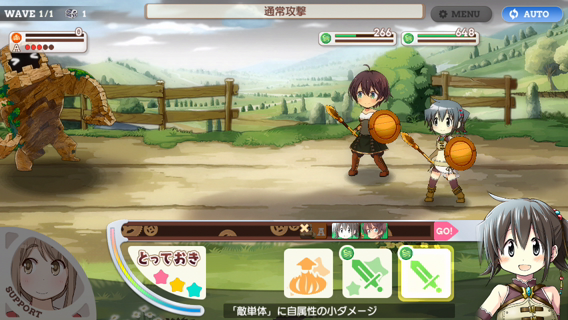 WAVE 1/1 1
通常攻撃
MENU
AUTO
0
A
266
648
GO!
とっておき
SUPPORT
「敵単体」に自属性の小ダメージ